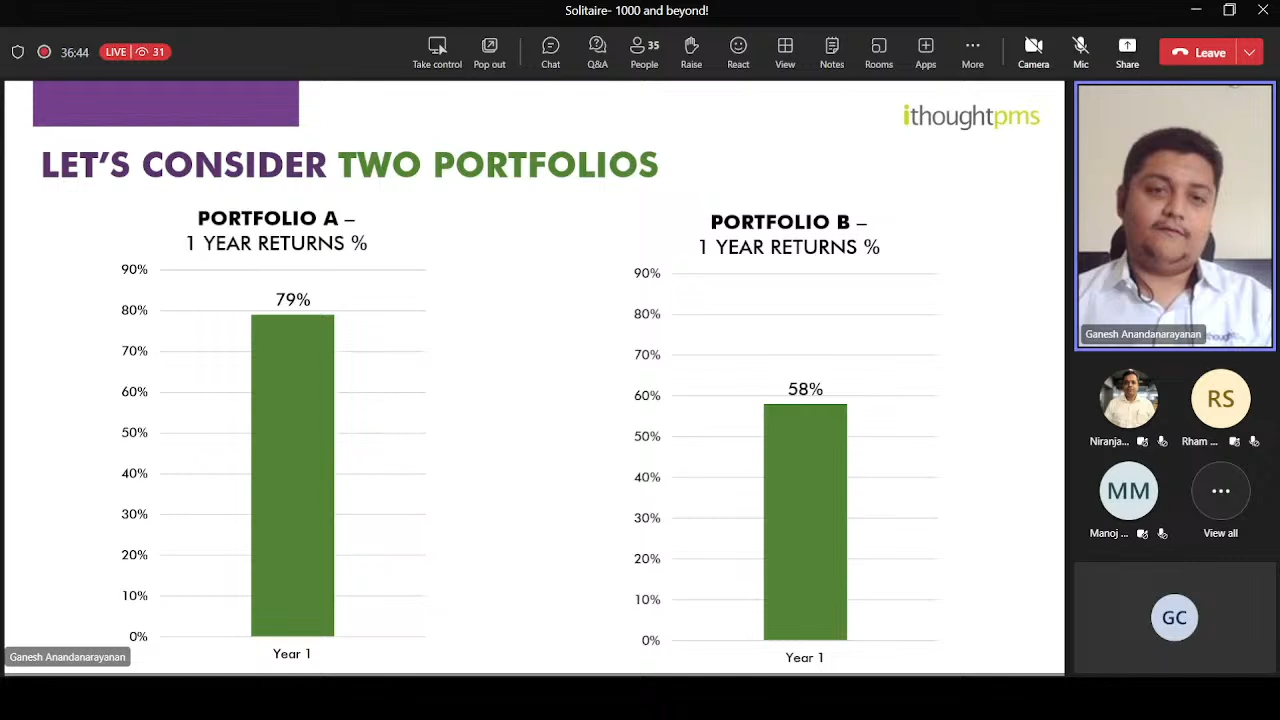 Solitaire- 1000 and beyond!
36:44
LIVE 31
Take control
Pop out
Chat
Q&A
35
People
Raise
React
View
Notes
Rooms
Apps
More
Camera
Mic
Share
Leave
ithoughtpms
LET'S CONSIDER TWO PORTFOLIOS
PORTFOLIO A –
1 YEAR RETURNS %
90%
80%
70%
60%
50%
40%
30%
20%
10%
0%
79%
Year 1
PORTFOLIO B –
1 YEAR RETURNS %
90%
80%
70%
60%
50%
40%
30%
20%
10%
0%
58%
Year 1
Ganesh Anandanarayanan
Ganesh Anandanarayanan
Niranja...
RS
Rham ...
MM
Manoj ...
View all
GC